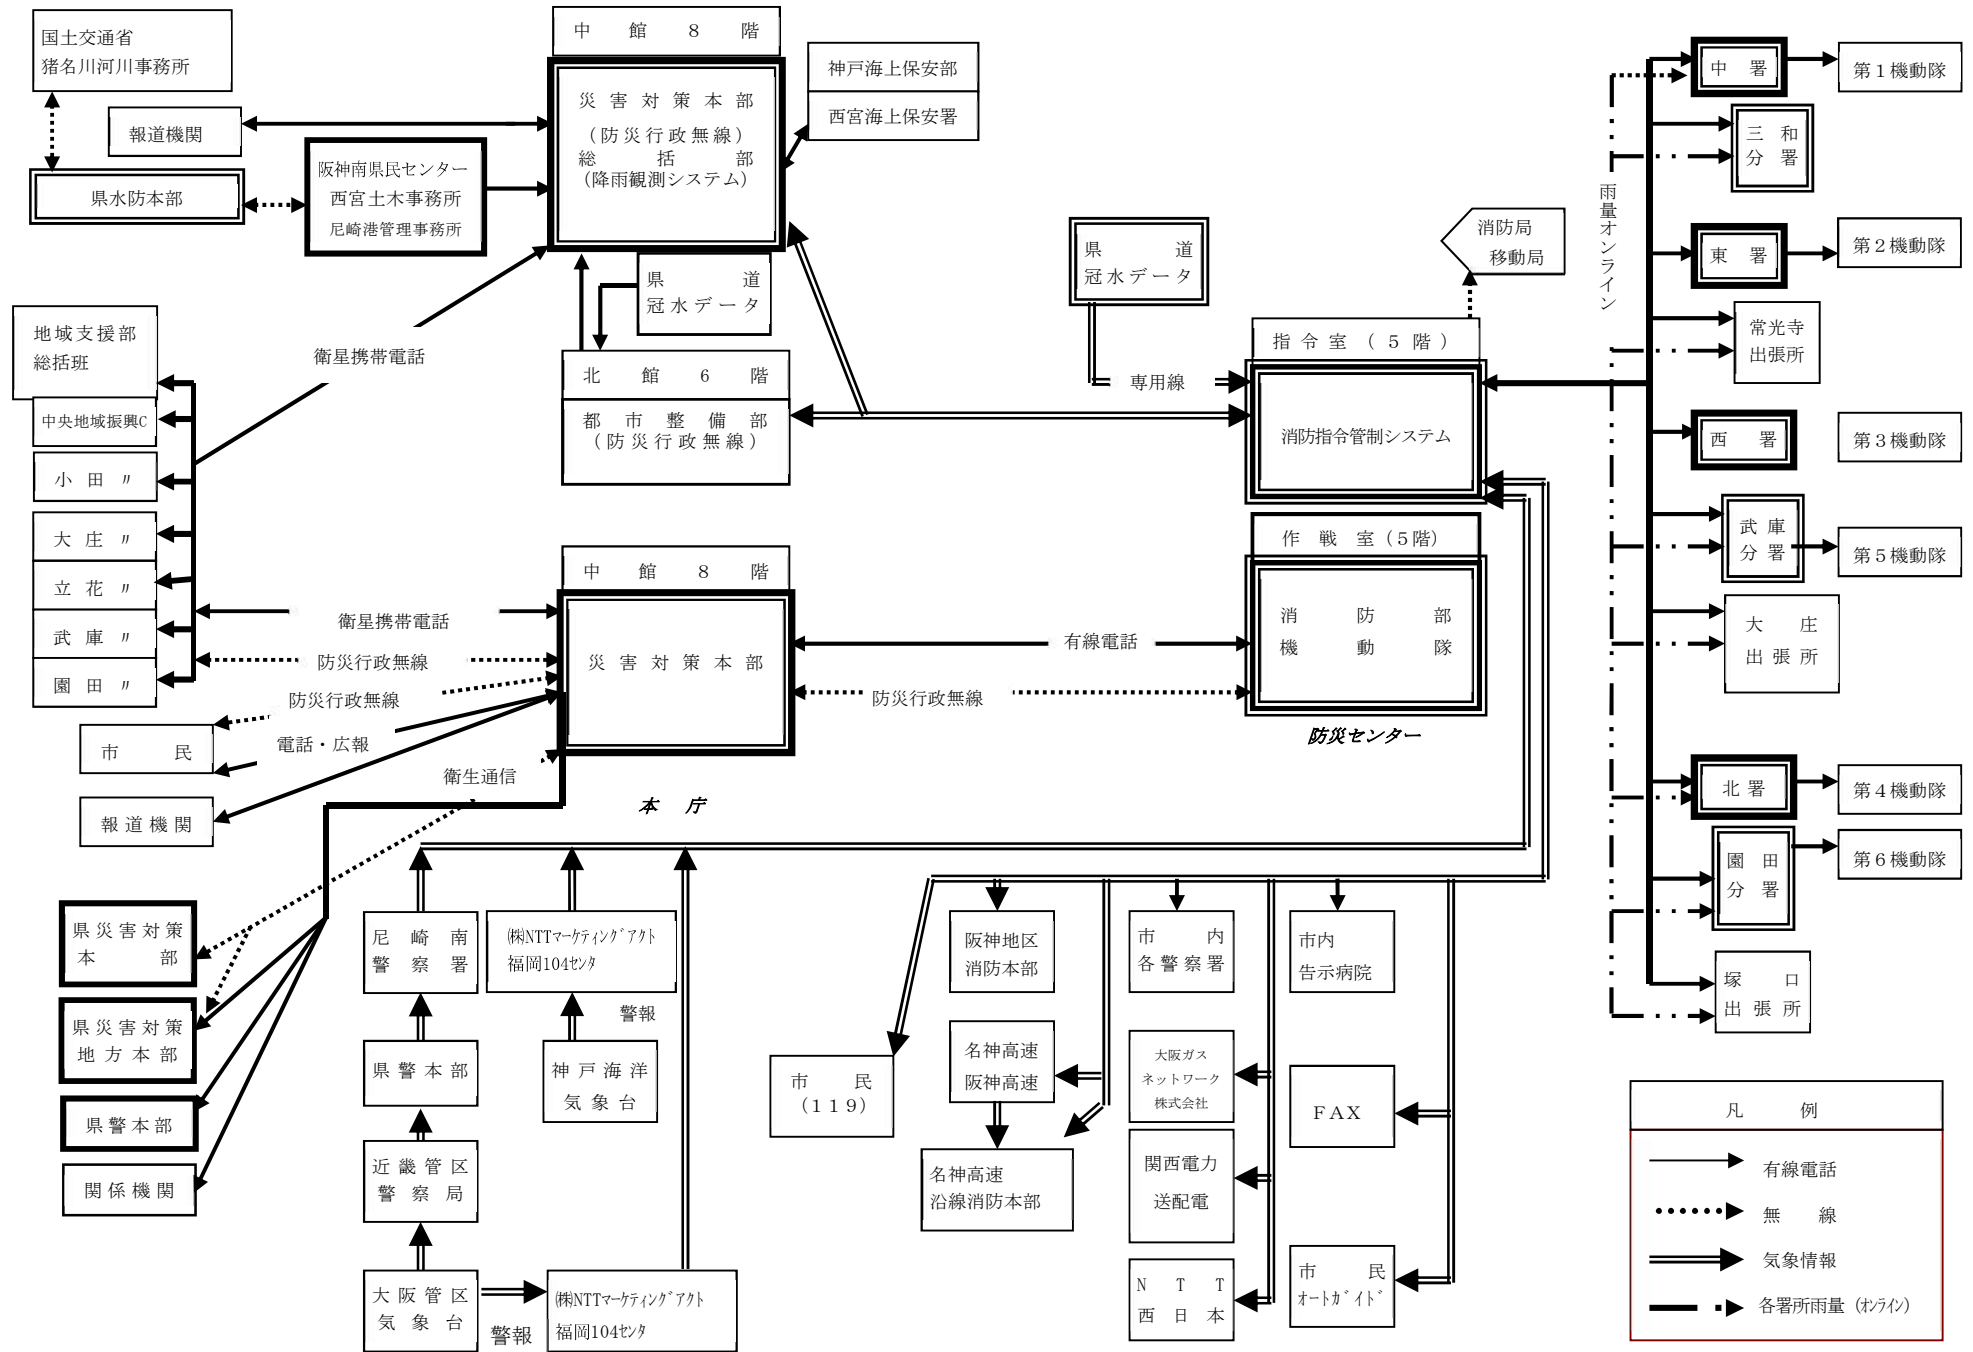 国土交通省
猪名川河川事務所
報道機関
県水防本部
阪神南県民センター
西宮土木事務所
尼崎港管理事務所
中館８階
災害対策本部
（防災行政無線）
総括部
（降雨観測システム）
神戸海上保安部
西宮海上保安署
県道
冠水データ
北館６階
都市整備部
（防災行政無線）
県道
冠水データ
専用線
消防局
移動局
指令室（５階）
消防指令管制システム
作戦室（５階）
消防部
機動隊
防災センター
地域支援部
総括班
中央地域振興C
小田〃
大庄〃
立花〃
武庫〃
園田〃
衛星携帯電話
中館８階
災害対策本部
衛星携帯電話
防災行政無線
防災行政無線
電話・広報
衛生通信
有線電話
防災行政無線
本庁
市民
報道機関
県災害対策
本部
県災害対策
地方本部
県警本部
関係機関
尼崎南
警察署
県警本部
近畿管区
警察局
大阪管区
気象台
警報
㈱NTTマーケティングアクト
福岡104センタ
警報
神戸海洋
気象台
㈱NTTマーケティングアクト
福岡104センタ
市民
（１１９）
阪神地区
消防本部
名神高速
阪神高速
名神高速
沿線消防本部
市内
各警察署
大阪ガス
ネットワーク
株式会社
関西電力
送配電
ＮＴＴ
西日本
市内
告示病院
ＦＡＸ
市民
オートガイド
雨量オンライン
中署
第１機動隊
三和
分署
東署
第２機動隊
常光寺
出張所
西署
第３機動隊
武庫
分署
第５機動隊
大庄
出張所
北署
第４機動隊
園田
分署
第６機動隊
塚口
出張所
凡例
有線電話
無線
気象情報
各署所雨量（オンライン）